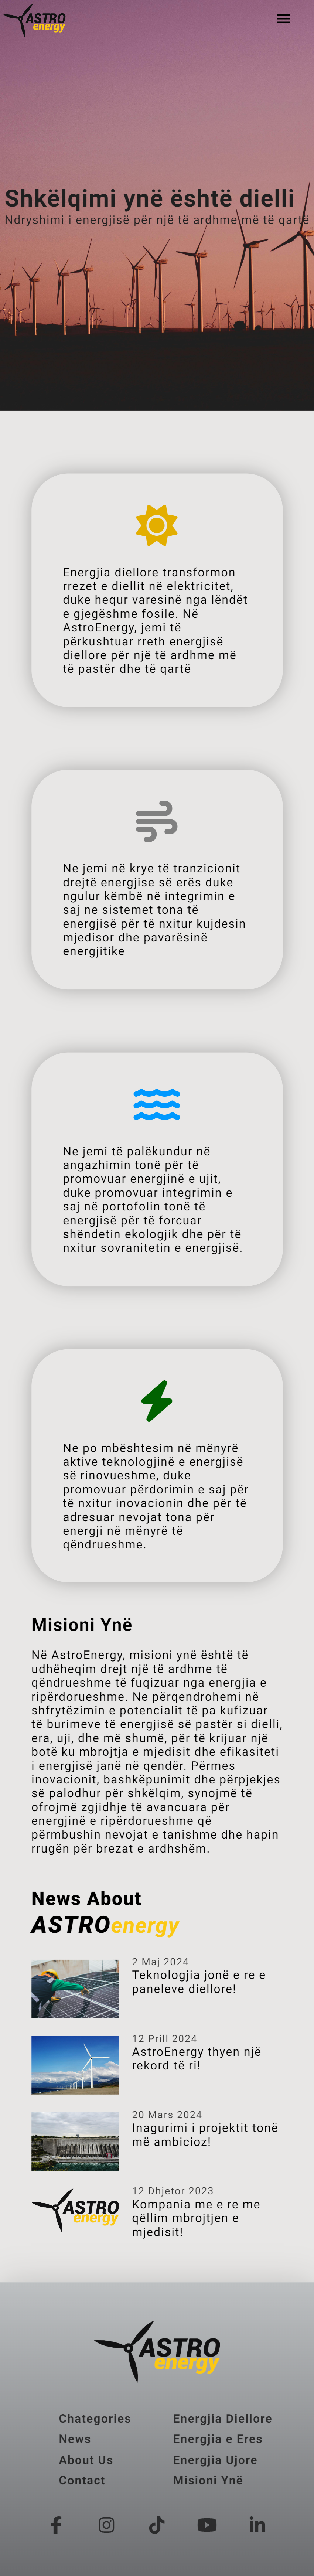 ASTRO
energy
Shkëlqimi ynë është dielli
Ndryshimi i energjisë për një të ardhme më të qartë
Energjia diellore transformon
rrezet e diellit në elektricitet,
duke hequr varesinë nga lëndët
e gjegëshme fosile. Në
AstroEnergy, jemi të
përkushtuar rreth energjisë
diellore për një të ardhme më
të pastër dhe të qartë
Ne jemi në krye të tranzicionit
drejtë energjise së erës duke
ngulur këmbë në integrimin e
saj ne sistemet tona të
energjisë për të nxitur kujdesin
mjedisor dhe pavarësinë
energjitike
Ne jemi të palëkundur në
angazhimin tonë për të
promovuar energjinë e ujit,
duke promovuar integrimin e
saj në portofolin tonë të
energjisë për të forcuar
shëndetin ekologjik dhe për të
nxitur sovranitetin e energjisë.
Ne po mbështesim në mënyrë
aktive teknologjinë e energjisë
së rinovueshme, duke
promovuar përdorimin e saj për
të nxitur inovacionin dhe për të
adresuar nevojat tona për
energji në mënyrë të
qëndrueshme.
Misioni Ynë
Në AstroEnergy, misioni ynë është të
udhëheqim drejt një të ardhme të
qëndrueshme të fuqizuar nga energjia e
ripërdorueshme. Ne përqendrohemi në
shfrytëzimin e potencialit të pa kufizuar
të burimeve të energjisë së pastër si dielli,
era, uji, dhe më shumë, për të krijuar një
botë ku mbrojtja e mjedisit dhe efikasiteti
i energjisë janë në qendër. Përmes
inovacionit, bashkëpunimit dhe përpjekjes
së palodhur për shkëlqim, synojmë të
ofrojmë zgjidhje të avancuara për
energjinë e ripërdorueshme që
përmbushin nevojat e tanishme dhe hapin
rrugën për brezat e ardhshëm.
News About
ASTROenergy
2 Maj 2024
Teknologjia jonë e re e
paneleve diellore!
12 Prill 2024
AstroEnergy thyen një
rekord të ri!
20 Mars 2024
Inagurimi i projektit tonë
më ambicioz!
ASTRO
energy
12 Dhjetor 2023
Kompania me e re me
qëllim mbrojtjen e
mjedisit!
ASTRO
energy
Chategories
News
About Us
Contact
Energjia Diellore
Energjia e Eres
Energjia Ujore
Misioni Ynë